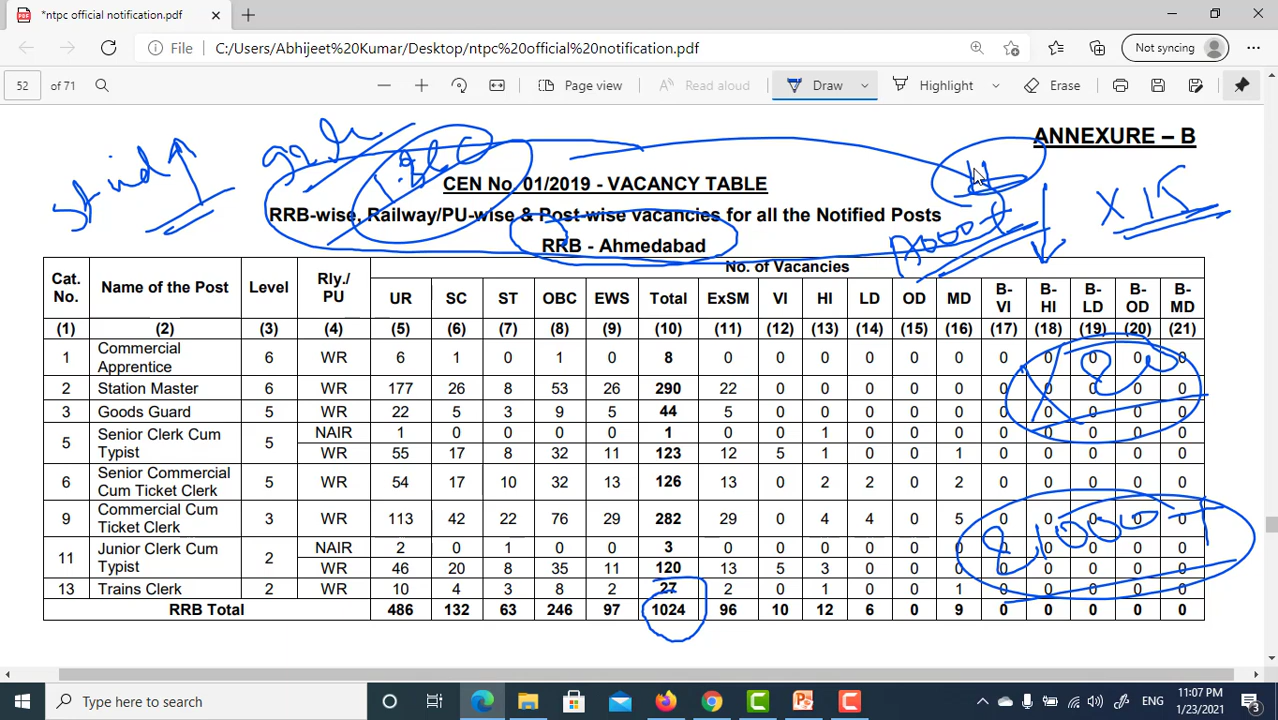 *ntpc official notification.pdf
File C:/Users/Abhijeet%20Kumar/Desktop/ntpc%20official%20notification.pdf Not syncing
52 of 71 Page view Read aloud Draw Highlight Erase
ANNEXURE – B
CEN No. 01/2019 - VACANCY TABLE
X 15
RRB-wise, Railway/PU-wise & Post-wise vacancies for all the Notified Posts
RRB - Ahmedabad
Cat. No. Name of the Post Level Rly./ PU No. of Vacancies
UR SC ST OBC EWS Total ExSM VI HI LD OD MD B-VI B-HI B-LD B-OD B-MD
(1) (2) (3) (4) (5) (6) (7) (8) (9) (10) (11) (12) (13) (14) (15) (16) (17) (18) (19) (20) (21)
1 Commercial Apprentice 6 WR 6 1 0 1 0 8 0 0 0 0 0 0 0 0 0 0 0
2 Station Master 6 WR 177 26 8 53 26 290 22 0 0 0 0 0 0 0 0 0 0
3 Goods Guard 5 WR 22 5 3 9 5 44 5 0 0 0 0 0 0 0 0 0 0
5 Senior Clerk Cum Typist 5 NAIR 1 0 0 0 0 1 0 0 1 0 0 0 0 0 0 0 0
WR 55 17 8 32 11 123 12 5 1 0 0 1 0 0 0 0 0
6 Senior Commercial Cum Ticket Clerk 5 WR 54 17 10 32 13 126 13 0 2 2 0 2 0 0 0 0 0
9 Commercial Cum Ticket Clerk 3 WR 113 42 22 76 29 282 29 0 4 4 0 5 0 0 0 0 0
11 Junior Clerk Cum Typist 2 NAIR 2 0 1 0 0 3 0 0 0 0 0 0 0 0 0 0 0
WR 46 20 8 35 11 120 13 5 3 0 0 0 0 0 0 0 0
13 Trains Clerk 2 WR 10 4 3 8 2 27 2 0 1 0 0 1 0 0 0 0 0
RRB Total 486 132 63 246 97 1024 96 10 12 6 0 9 0 0 0 0 0
Type here to search ENG 11:07 PM
1/23/2021 3